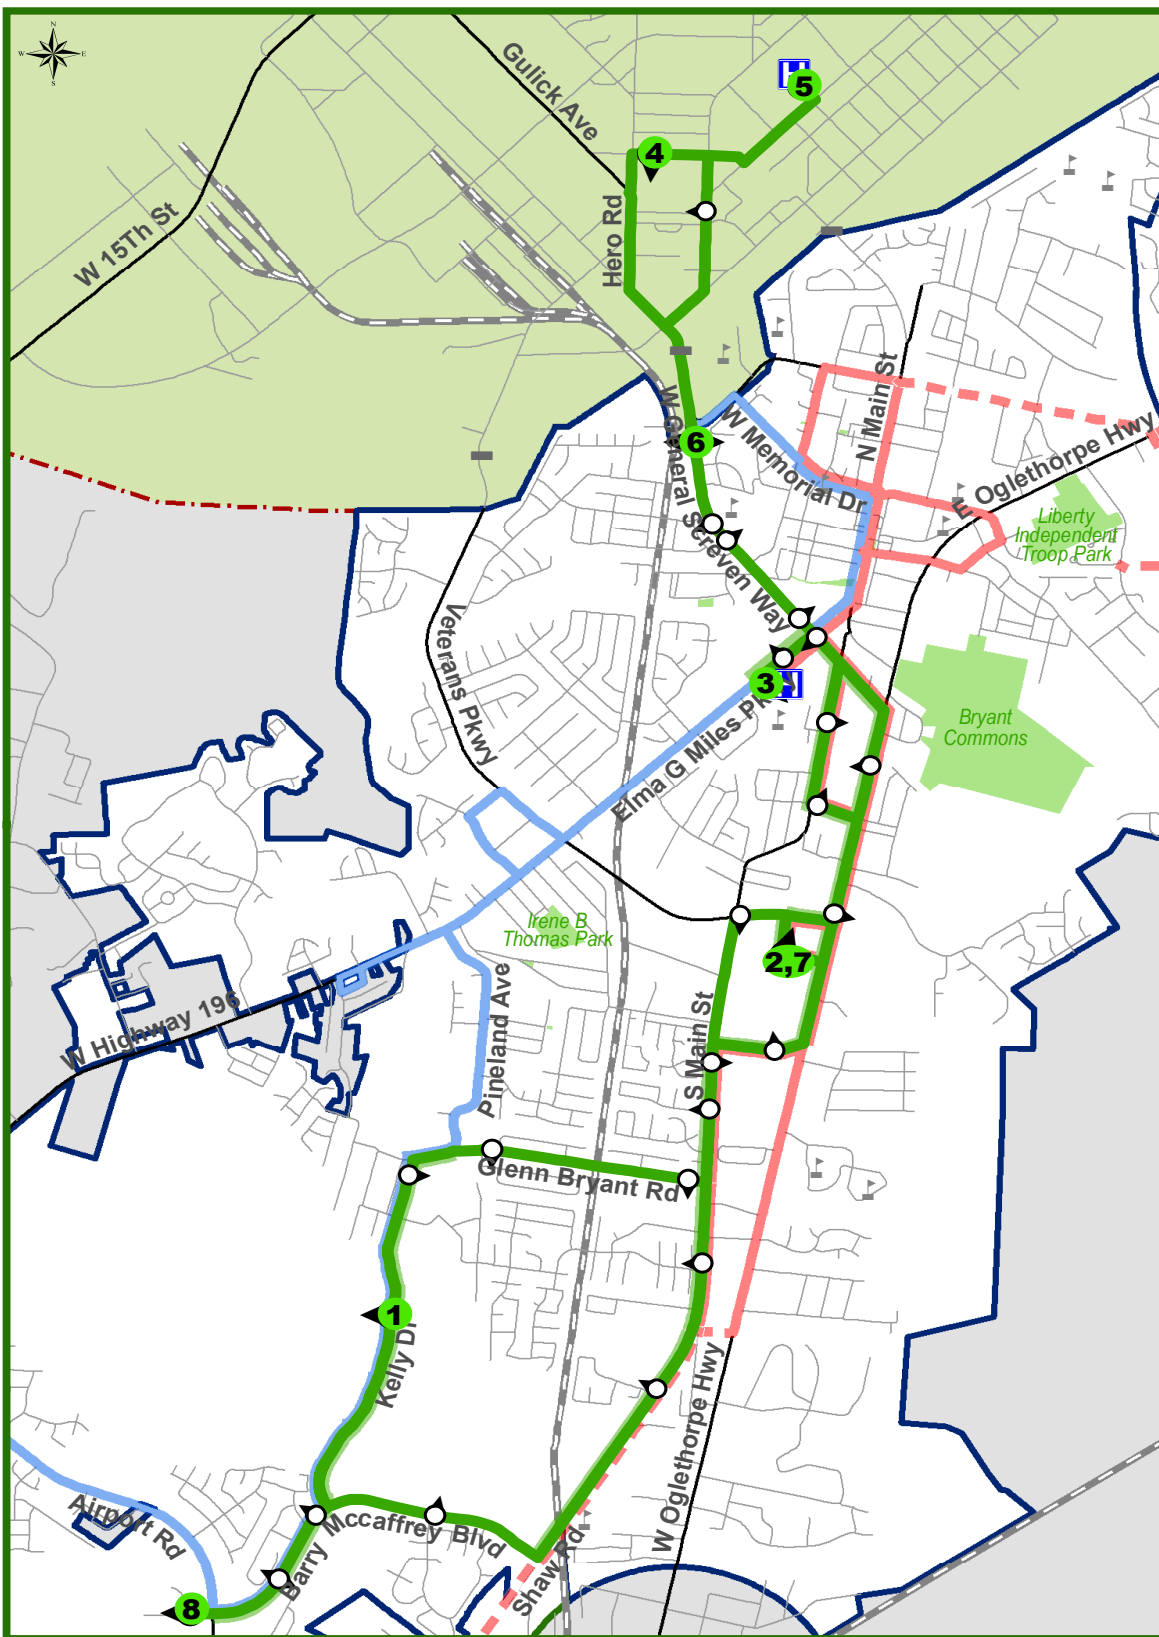 N
W E
S
Gulick Ave
H
5
4
W 15Th St
Hero Rd
N Main St
W Memorial Dr
6
E Oglethorpe Hwy
W General Screven Way
Liberty
Independent
Troop Park
Veterans Pkwy
3
H
Elma G Miles Pkwy
Bryant
Commons
Irene B
Thomas Park
2,7
W Highway 196
Pineland Ave
S Main St
Glenn Bryant Rd
1
Kelly Dr
W Oglethorpe Hwy
Airport Rd
Barry Mccaffrey Blvd
Shaw Rd
8